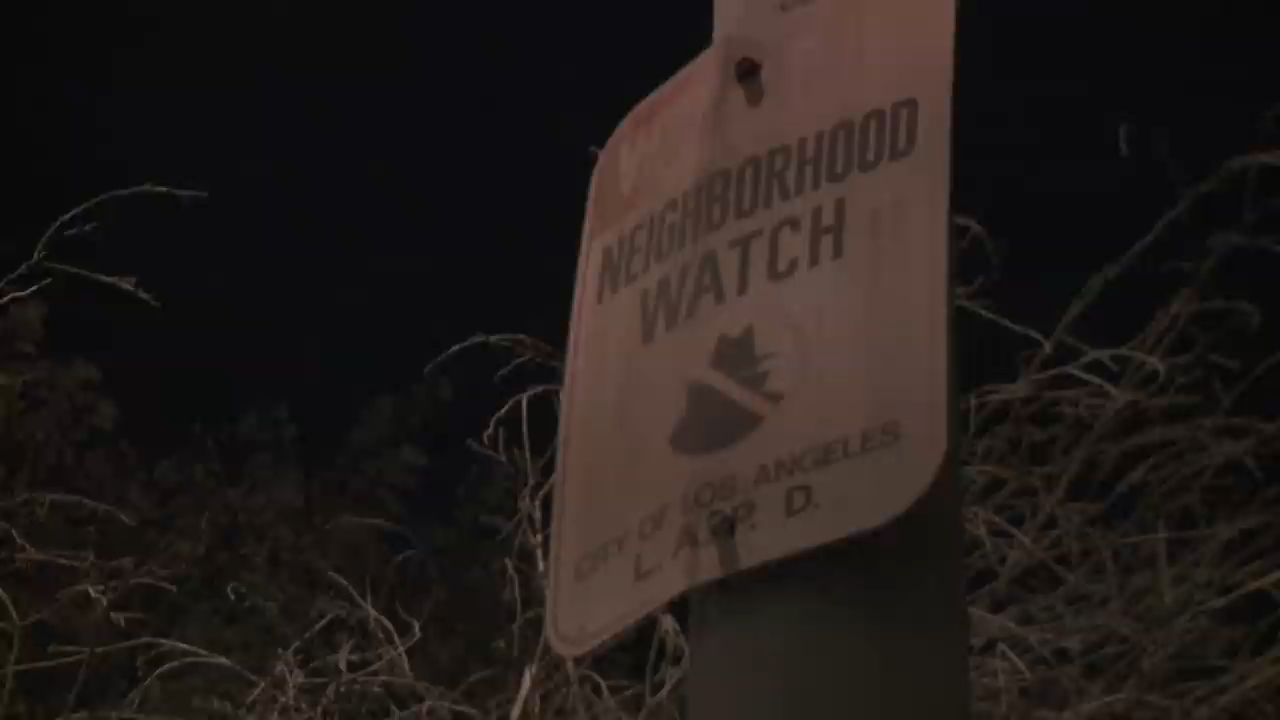 NEIGHBORHOOD
WATCH
CITY OF LOS ANGELES
L. A. P. D.